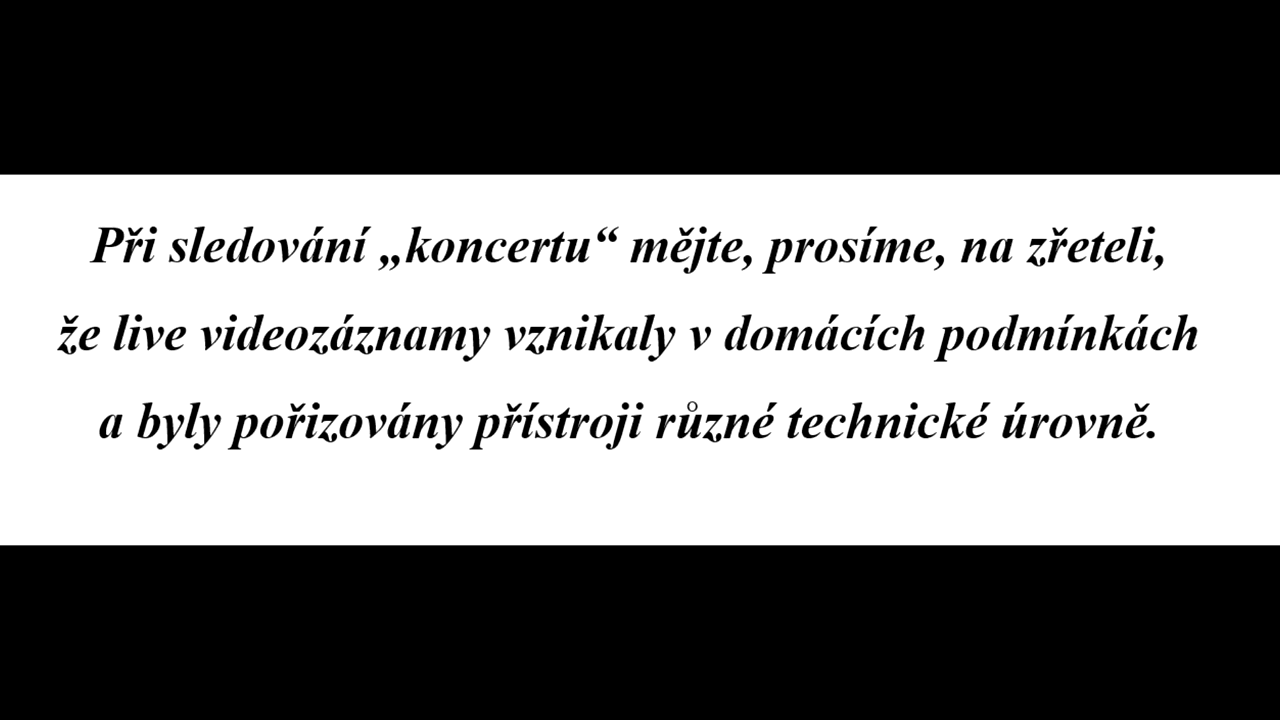 Při sledování „koncertu“ mějte, prosíme, na zřeteli,
že live videozáznamy vznikaly v domácích podmínkách
a byly pořizovány přístroji různé technické úrovně.